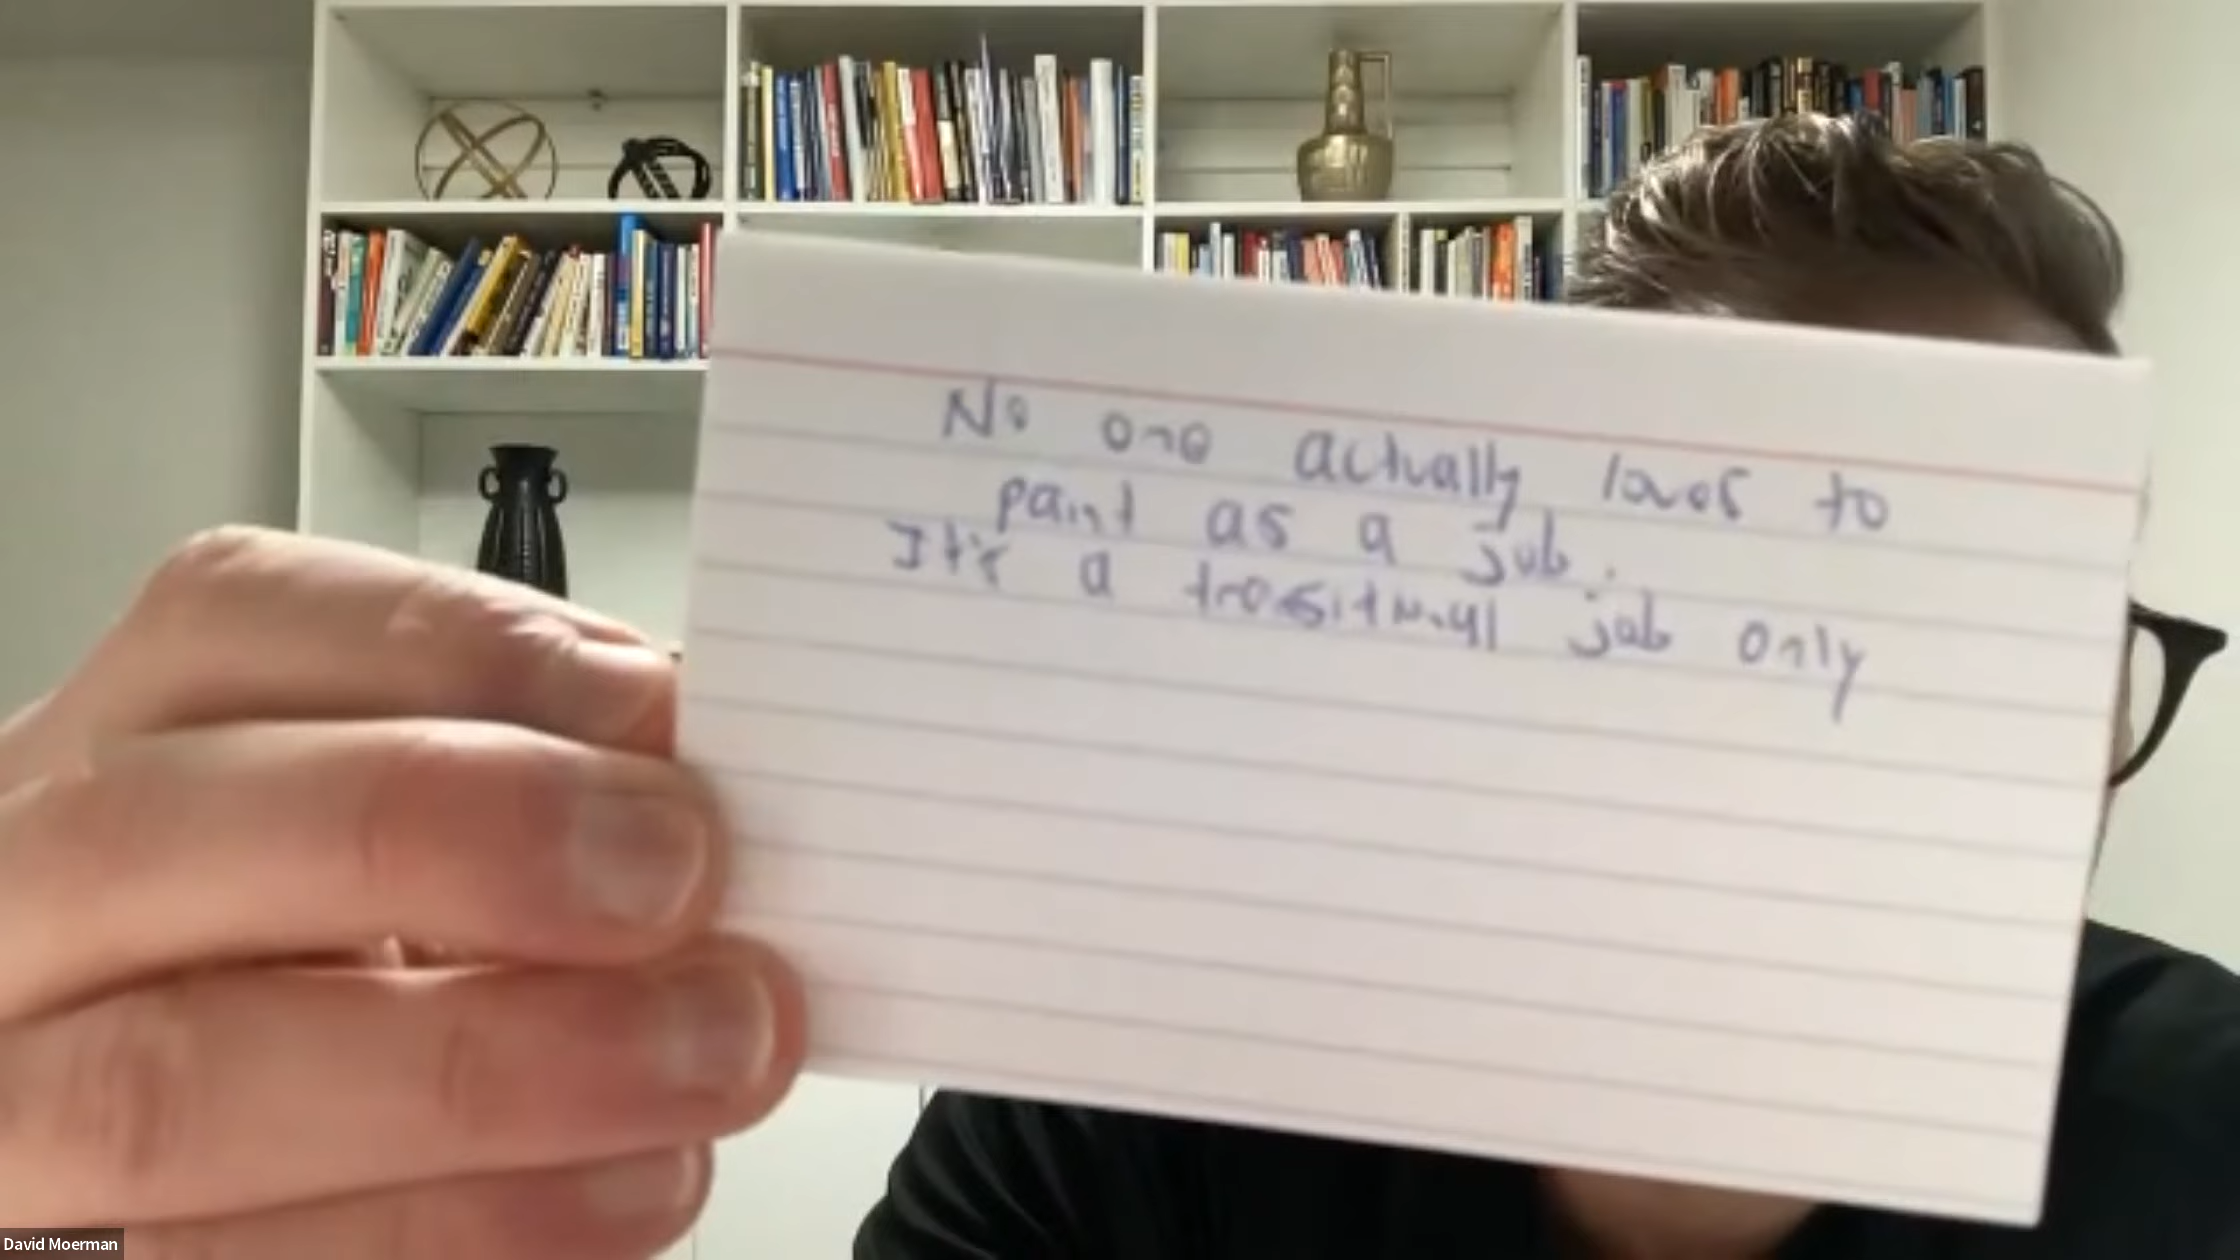 No one actually loves to
paint as a job.
It's a transitional job only
David Moerman